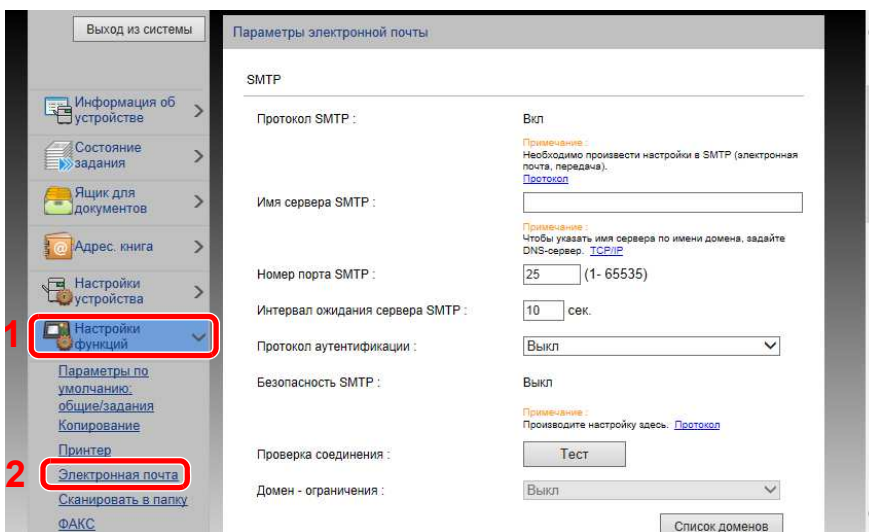 Выход из системы
Информация об
устройстве
Состояние
задания
Ящик для
документов
Адрес. книга
Настройки
устройства
1
Настройки
функций
Параметры по
умолчанию:
общие/задания
Копирование
Принтер
2
Электронная почта
Сканировать в папку
ФАКС
Параметры электронной почты
SMTP
Протокол SMTP : Вкл
Примечание :
Необходимо произвести настройки в SMTP (электронная
почта, передача).
Протокол
Имя сервера SMTP :
Примечание :
Чтобы указать имя сервера по имени домена, задайте
DNS-сервер. TCP/IP
Номер порта SMTP : 25 (1- 65535)
Интервал ожидания сервера SMTP : 10 сек.
Протокол аутентификации : Выкл
Безопасность SMTP : Выкл
Примечание :
Производите настройку здесь. Протокол
Проверка соединения : Тест
Домен - ограничения : Выкл
Список доменов